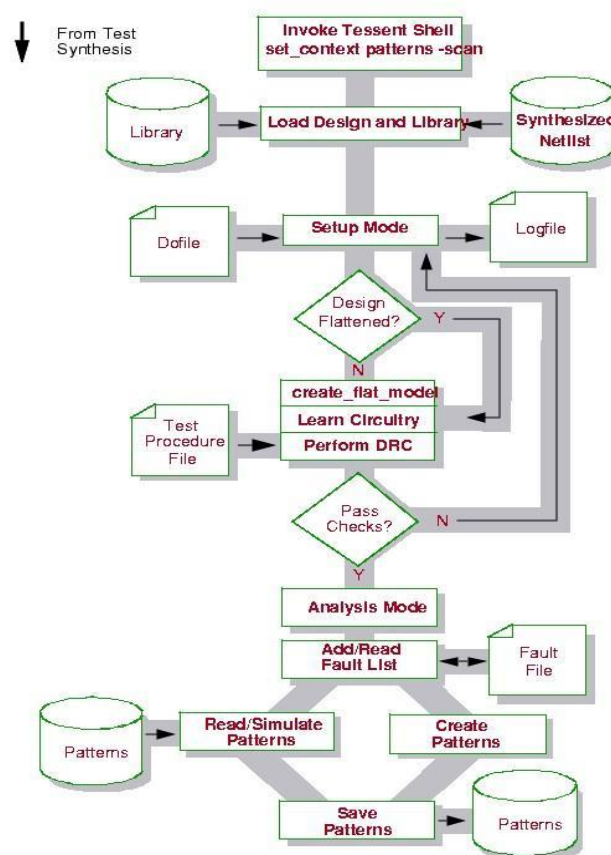 From Test
Synthesis
Invoke Tessent Shell
set_context patterns -scan
Library
Load Design and Library
Synthesized
Netlist
Dofile
Setup Mode
Logfile
Design
Flattened?
Y
N
create_flat_model
Learn Circuitry
Perform DRC
Test
Procedure
File
Pass
Checks?
N
Y
Analysis Mode
Add/Read
Fault List
Fault
File
Patterns
Read/Simulate
Patterns
Create
Patterns
Save
Patterns
Patterns